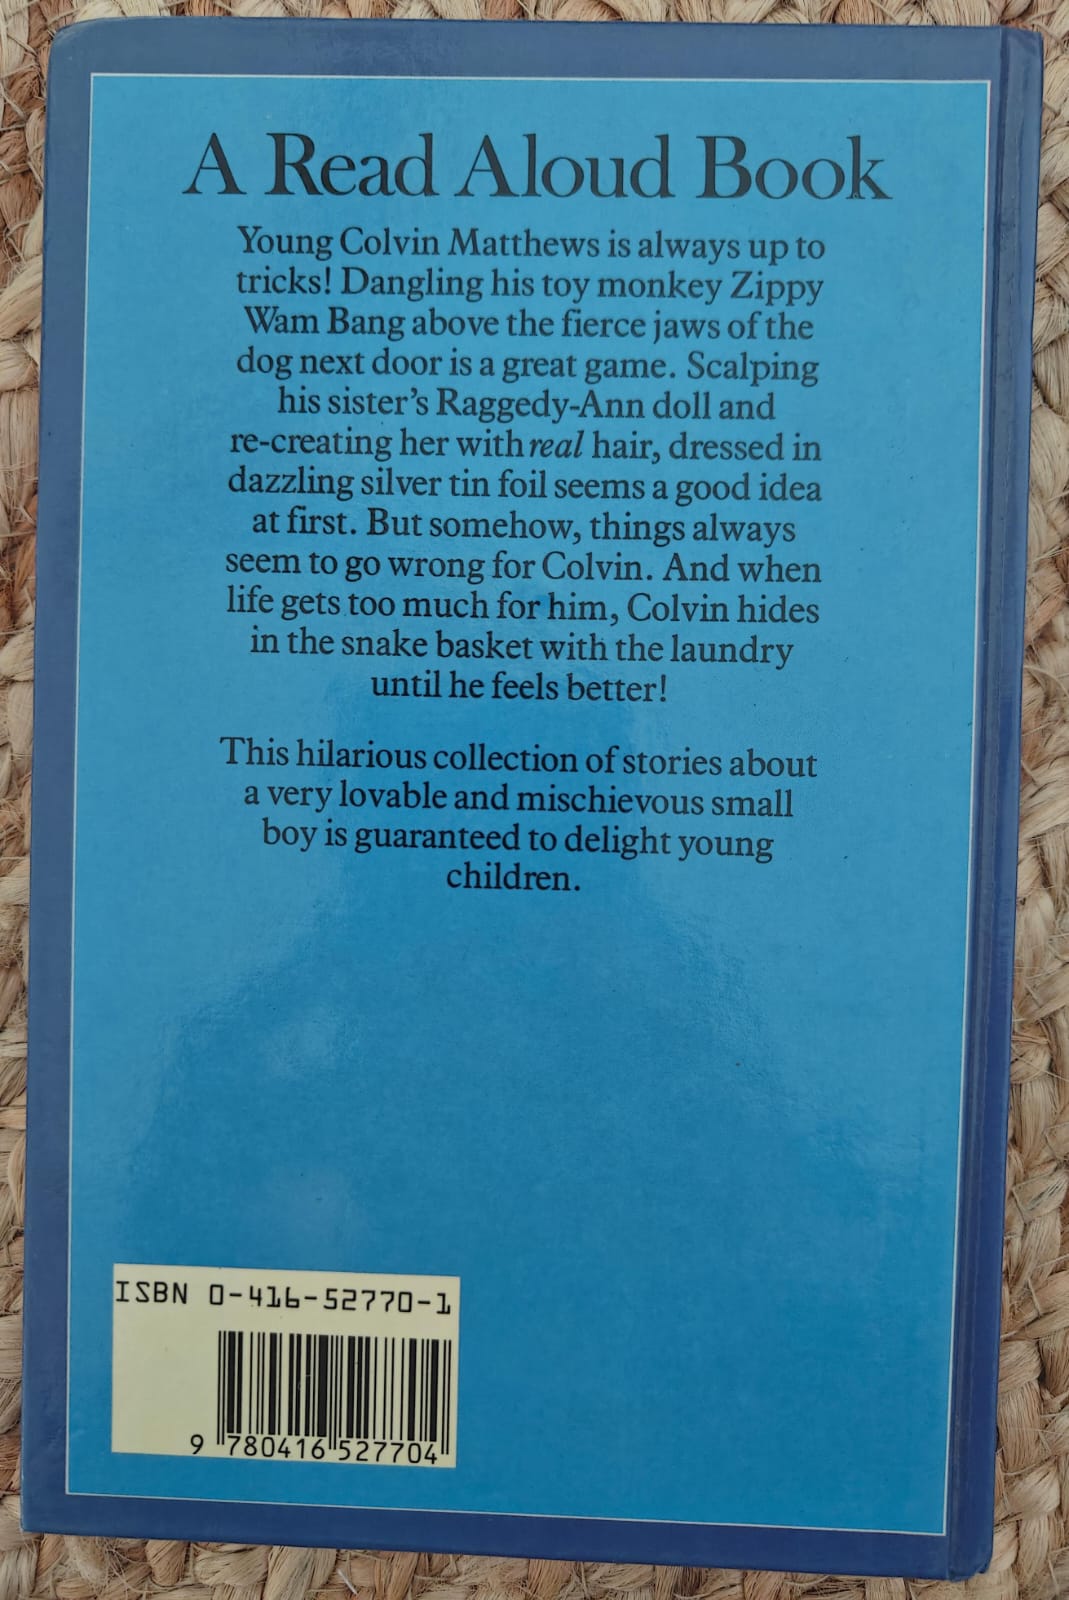 A Read Aloud Book
Young Colvin Matthews is always up to
tricks! Dangling his toy monkey Zippy
Wam Bang above the fierce jaws of the
dog next door is a great game. Scalping
his sister's Raggedy-Ann doll and
re-creating her with real hair, dressed in
dazzling silver tin foil seems a good idea
at first. But somehow, things always
seem to go wrong for Colvin. And when
life gets too much for him, Colvin hides
in the snake basket with the laundry
until he feels better!
This hilarious collection of stories about
a very lovable and mischievous small
boy is guaranteed to delight young
children.
ISBN 0-416-52770-1
9 780416 527704